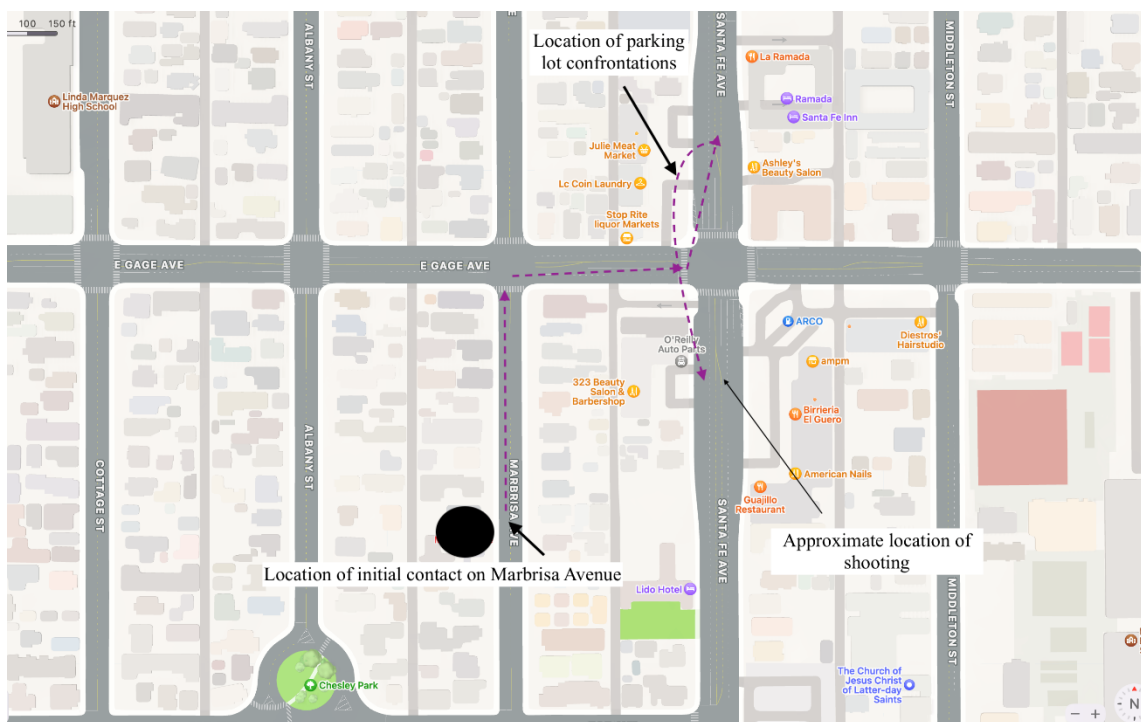 100 150 ft
Linda Marquez
High School
ALBANY ST
Location of parking
lot confrontations
SANTA FE AVE
La Ramada
Ramada
Santa Fe Inn
MIDDLETON ST
Julie Meat
Market
Lc Coin Laundry
Ashley's
Beauty Salon
Stop Rite
liquor Markets
E GAGE AVE
E GAGE AVE
ARCO
Diestros'
Hairstudio
O'Reilly
Auto Parts
ampm
323 Beauty
Salon &
Barbershop
Birrieria
El Guero
COTTAGE ST
ALBANY ST
MARBRISA AVE
American Nails
Guajillo
Restaurant
SANTA FE AVE
Approximate location of
shooting
Location of initial contact on Marbrisa Avenue
Lido Hotel
MIDDLETON ST
Chesley Park
The Church of
Jesus Christ
of Latter-day
Saints
- +
N